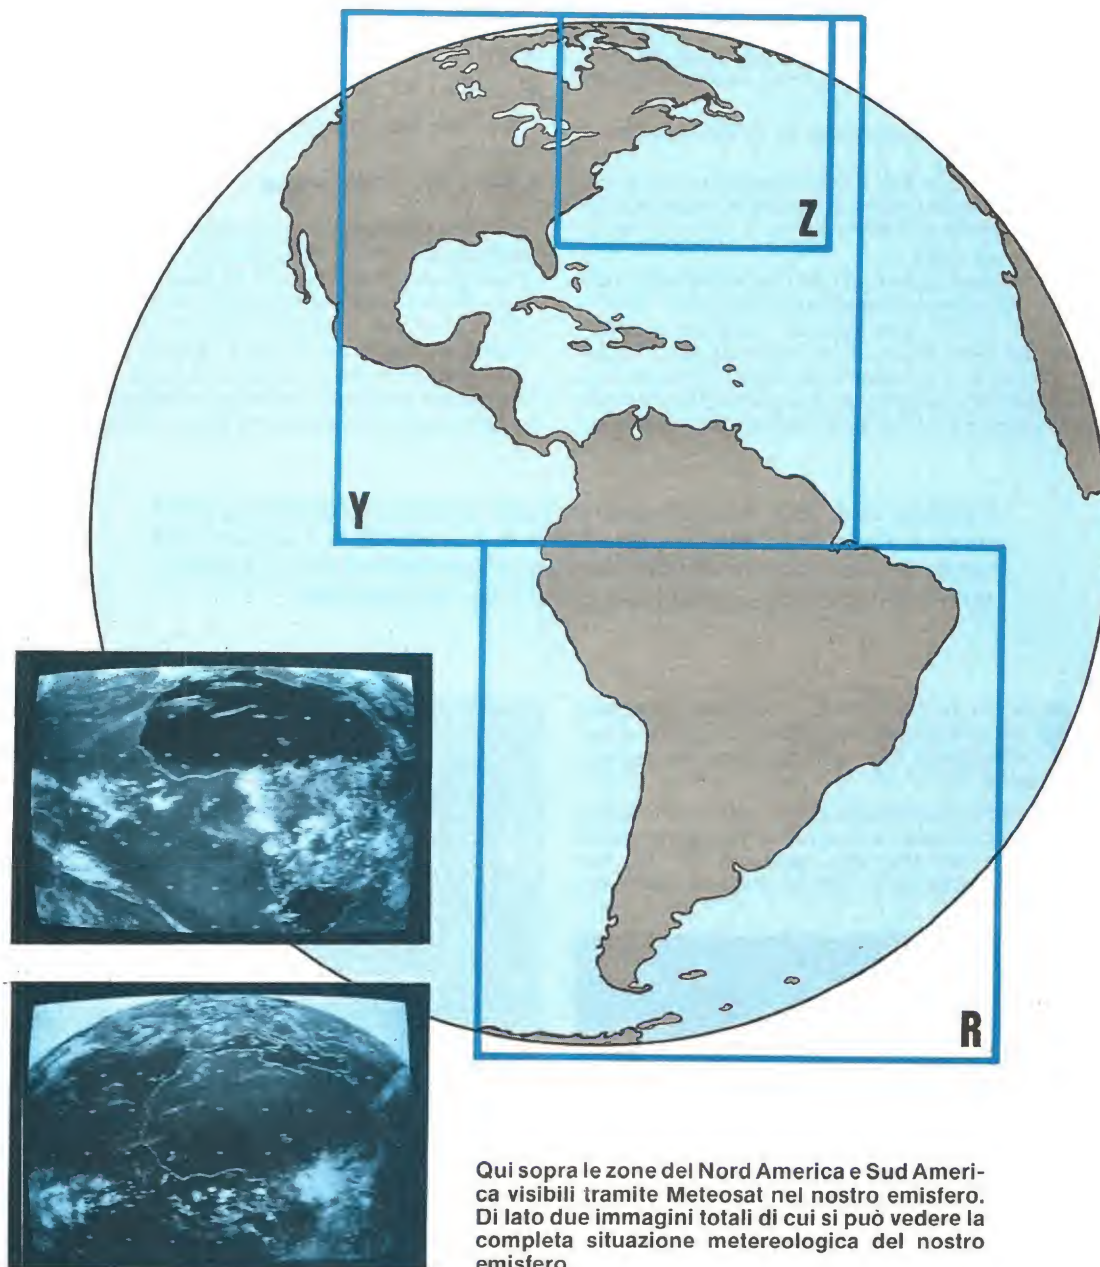 Z
Y
R
Qui sopra le zone del Nord America e Sud Ameri-
ca visibili tramite Meteosat nel nostro emisfero.
Di lato due immagini totali di cui si può vedere la
completa situazione metereologica del nostro
emisfero.